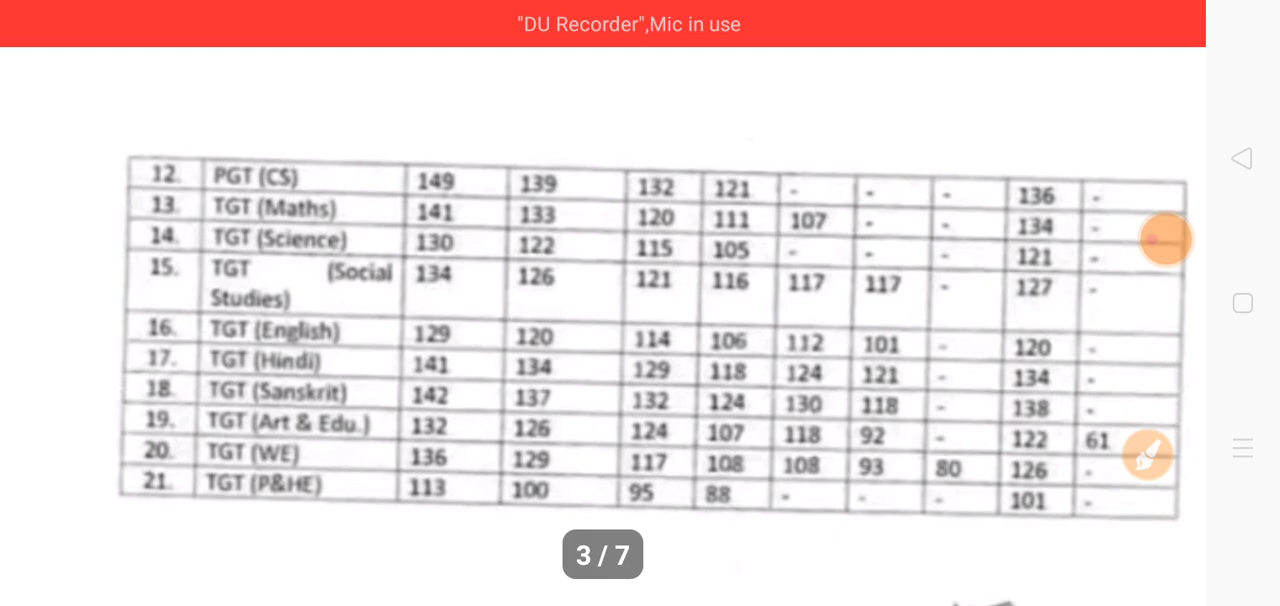 "DU Recorder",Mic in use
12. PGT (CS) 149 139 132 121 - - - 136 -
13. TGT (Maths) 141 133 120 111 107 - - 134 -
14. TGT (Science) 130 122 115 105 - - - 121 -
15. TGT (Social 134 126 121 116 117 117 - 127 -
Studies)
16. TGT (English) 129 120 114 106 112 101 - 120 -
17. TGT (Hindi) 141 134 129 118 124 121 - 134 -
18. TGT (Sanskrit) 142 137 132 124 130 118 - 138 -
19. TGT (Art & Edu.) 132 126 124 107 118 92 - 122 61
20. TGT (WE) 136 129 117 108 108 93 80 126 -
21. TGT (P&HE) 113 100 95 88 - - - 101 -
3 / 7